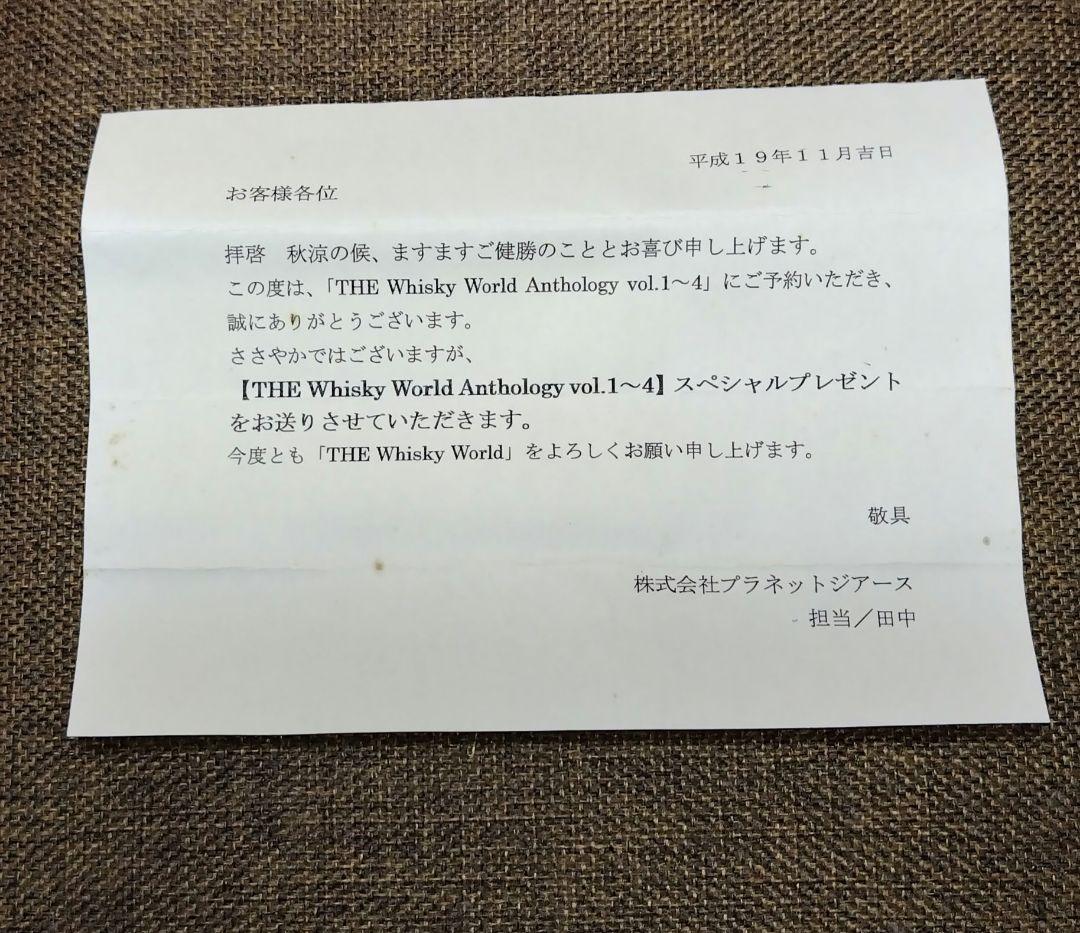 平成１９年１１月吉日
お客様各位
拝啓　秋涼の候、ますますご健勝のこととお喜び申し上げます。
この度は、「THE Whisky World Anthology vol.1～4」にご予約いただき、
誠にありがとうございます。
ささやかではございますが、
【THE Whisky World Anthology vol.1～4】スペシャルプレゼント
をお送りさせていただきます。
今度とも「THE Whisky World」をよろしくお願い申し上げます。
敬具
株式会社プラネットジアース
担当／田中